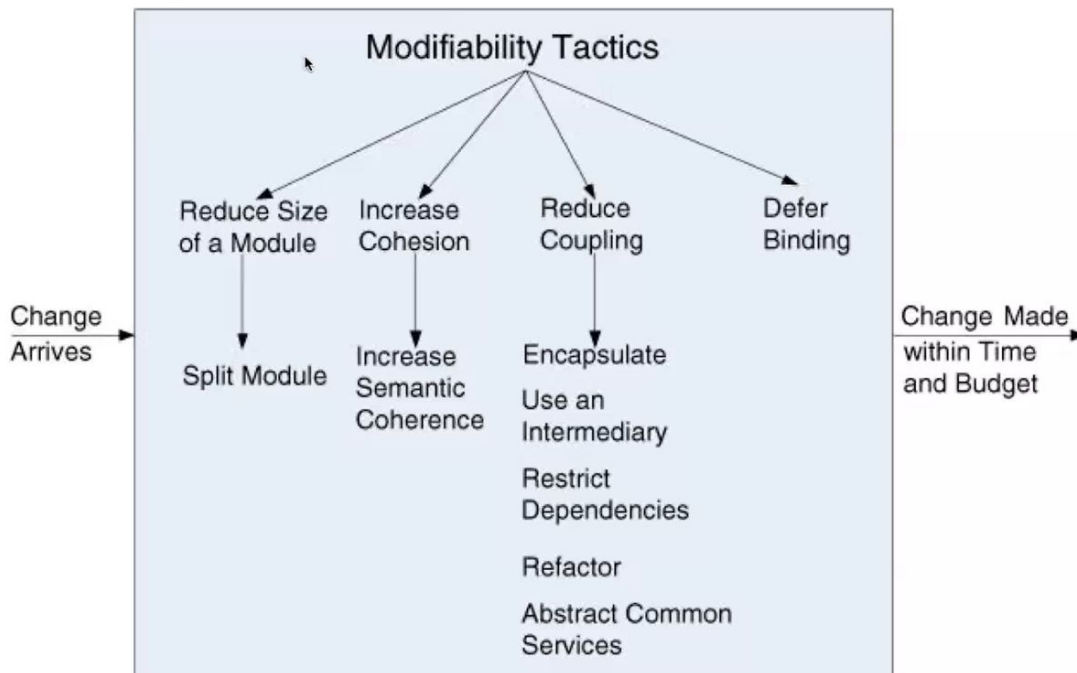 Modifiability Tactics
Reduce Size
of a Module
Increase
Cohesion
Reduce
Coupling
Defer
Binding
Change
Arrives
Split Module
Increase
Semantic
Coherence
Encapsulate
Use an
Intermediary
Restrict
Dependencies
Refactor
Abstract Common
Services
Change Made
within Time
and Budget